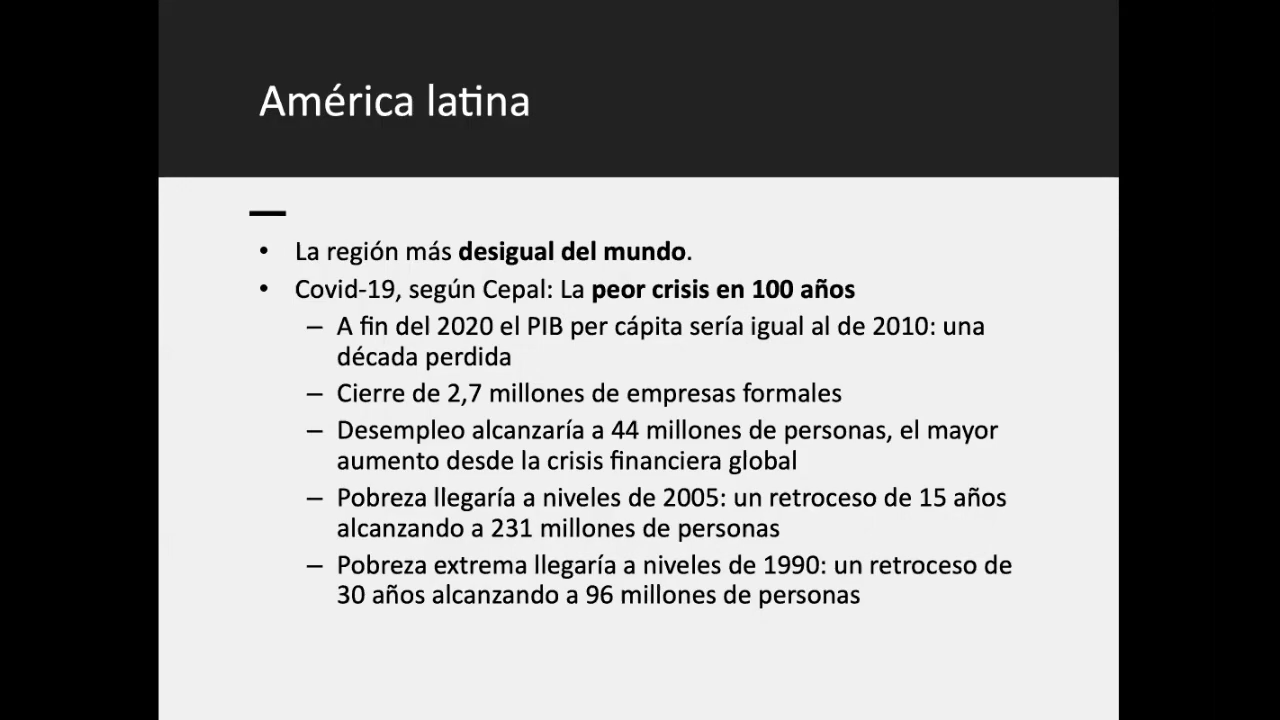 América latina
• La región más desigual del mundo.
• Covid-19, según Cepal: La peor crisis en 100 años
– A fin del 2020 el PIB per cápita sería igual al de 2010: una
década perdida
– Cierre de 2,7 millones de empresas formales
– Desempleo alcanzaría a 44 millones de personas, el mayor
aumento desde la crisis financiera global
– Pobreza llegaría a niveles de 2005: un retroceso de 15 años
alcanzando a 231 millones de personas
– Pobreza extrema llegaría a niveles de 1990: un retroceso de
30 años alcanzando a 96 millones de personas